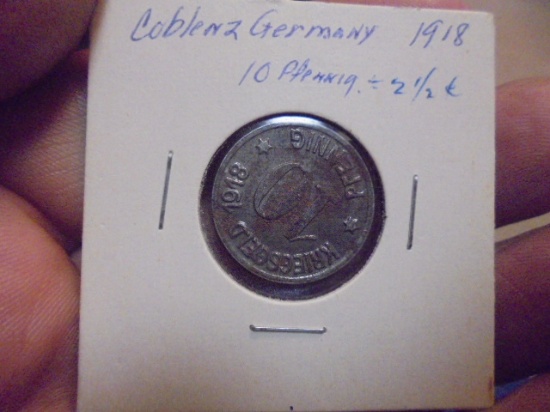 Coblenz Germany 1918
10 Pfennig. = 2 1/2 ¢
KRIEGSGELD 1918
PFENNIG
10